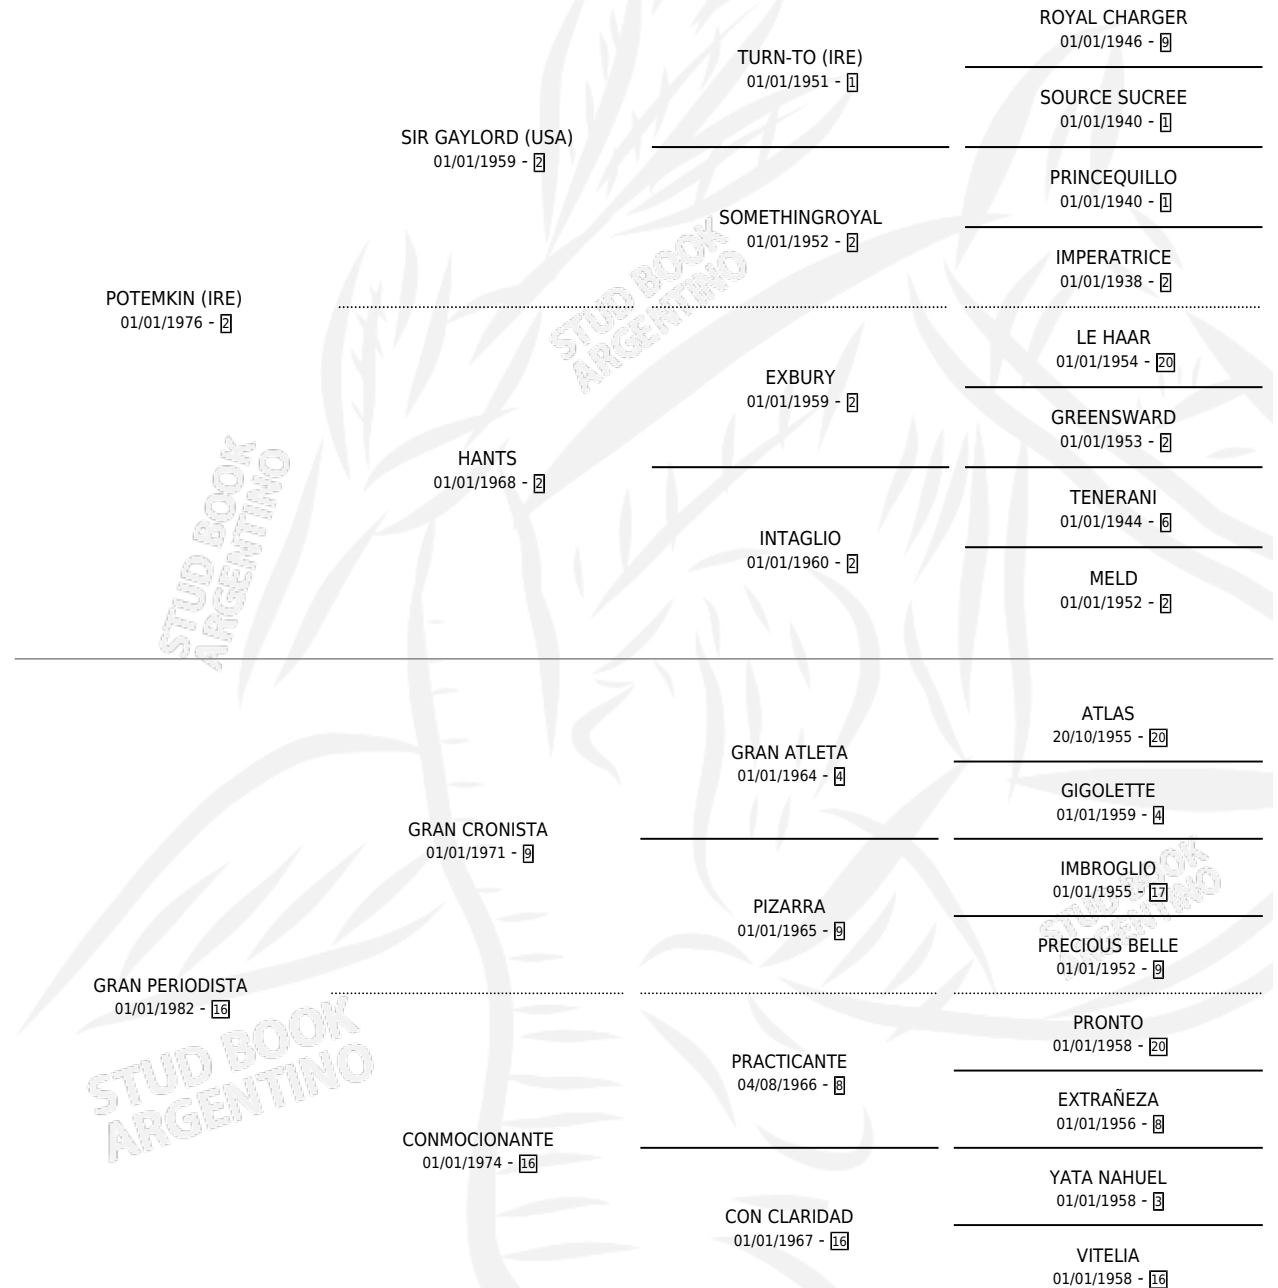 ROYAL CHARGER
01/01/1946 - 9
TURN-TO (IRE)
01/01/1951 - 1
SOURCE SUCREE
01/01/1940 - 1
SIR GAYLORD (USA)
01/01/1959 - 2
PRINCEQUILLO
01/01/1940 - 1
SOMETHINGROYAL
01/01/1952 - 2
IMPERATRICE
01/01/1938 - 2
POTEMKIN (IRE)
01/01/1976 - 2
STUD BOOK
ARGENTINO
LE HAAR
01/01/1954 - 20
EXBURY
01/01/1959 - 2
GREENSWARD
01/01/1953 - 2
HANTS
01/01/1968 - 2
TENERANI
01/01/1944 - 6
INTAGLIO
01/01/1960 - 2
MELD
01/01/1952 - 2
STUD BOOK
ARGENTINO
ATLAS
20/10/1955 - 20
GRAN ATLETA
01/01/1964 - 4
GIGOLETTE
01/01/1959 - 4
GRAN CRONISTA
01/01/1971 - 9
IMBROGLIO
01/01/1955 - 17
PIZARRA
01/01/1965 - 9
STUD BOOK
ARGENTINO
PRECIOUS BELLE
01/01/1952 - 9
GRAN PERIODISTA
01/01/1982 - 16
PRONTO
01/01/1958 - 20
PRACTICANTE
04/08/1966 - 8
EXTRAÑEZA
01/01/1956 - 8
STUD BOOK
ARGENTINO
CONMOCIONANTE
01/01/1974 - 16
YATA NAHUEL
01/01/1958 - 3
CON CLARIDAD
01/01/1967 - 16
VITELIA
01/01/1958 - 16